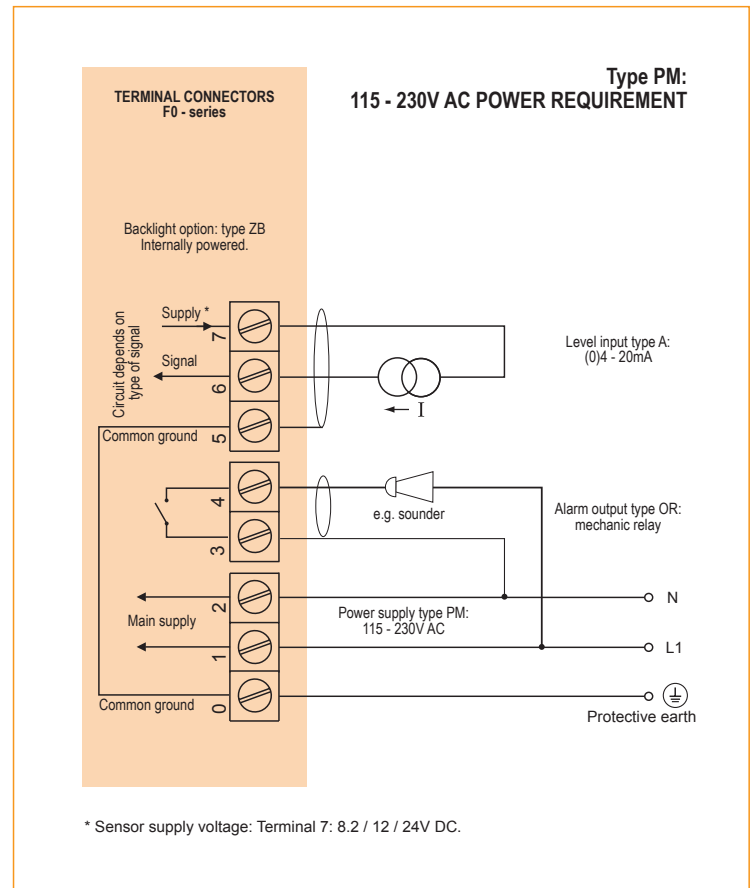 Type PM:
115 - 230V AC POWER REQUIREMENT
TERMINAL CONNECTORS
F0 - series
Backlight option: type ZB
Internally powered.
Circuit depends on
type of signal
Supply *
7
Signal
6
Common ground
5
I
Level input type A:
(0)4 - 20mA
4
3
e.g. sounder
Alarm output type OR:
mechanic relay
2
Main supply
1
Power supply type PM:
115 - 230V AC
N
L1
Common ground
0
Protective earth
* Sensor supply voltage: Terminal 7: 8.2 / 12 / 24V DC.